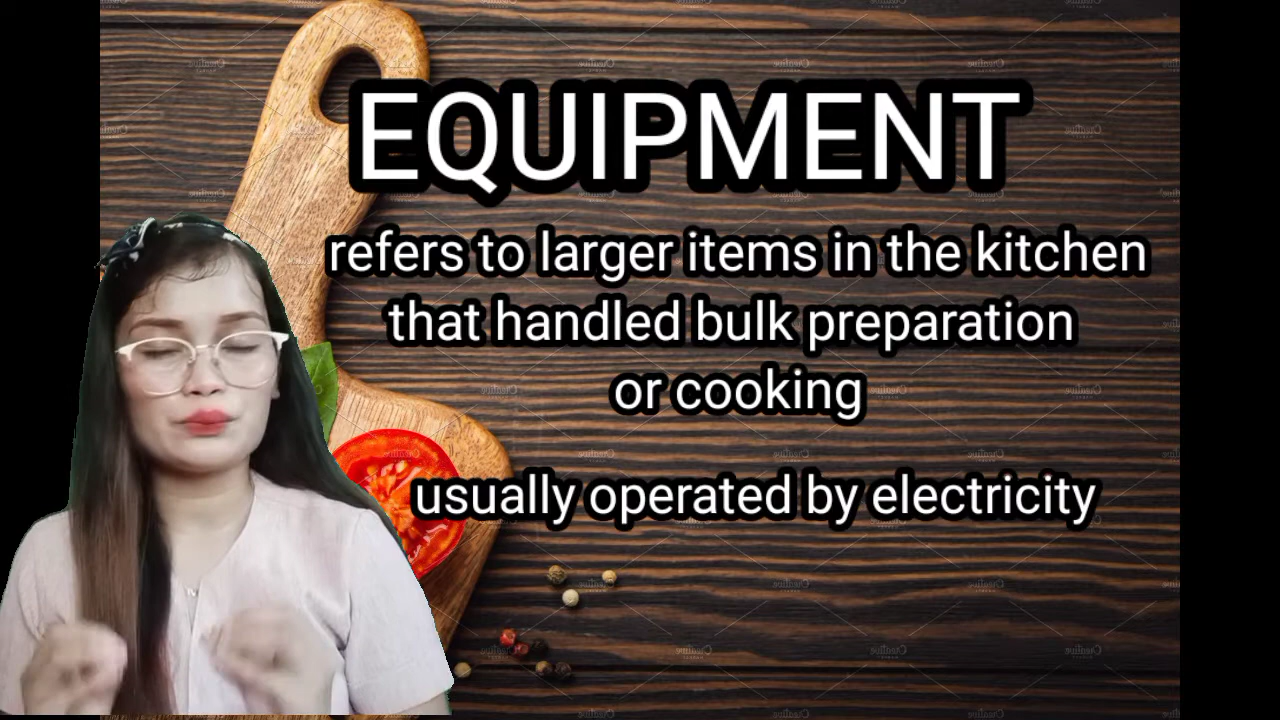 EQUIPMENT
refers to larger items in the kitchen
that handled bulk preparation
or cooking
usually operated by electricity